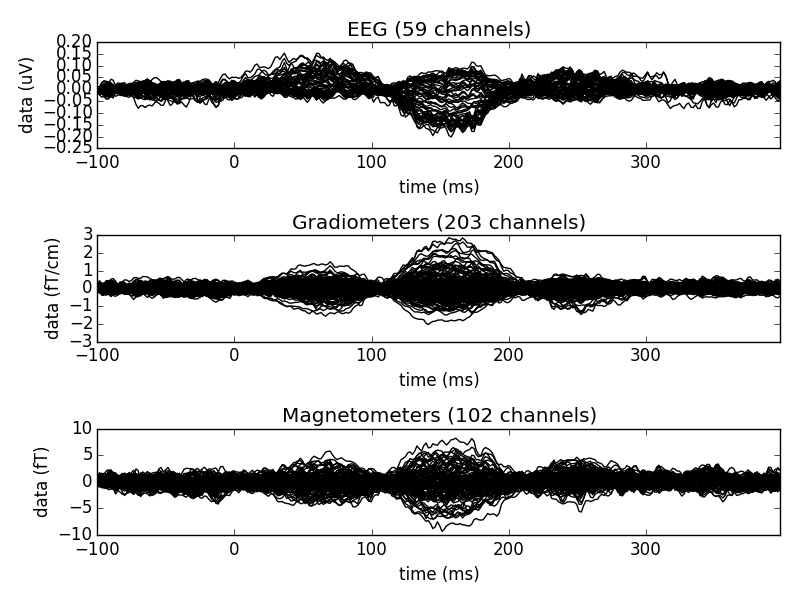 EEG (59 channels)
data (uV)
0.20
0.15
0.10
0.05
0.00
−0.05
−0.10
−0.15
−0.20
−0.25
−100 0 100 200 300
time (ms)
Gradiometers (203 channels)
data (fT/cm)
3
2
1
0
−1
−2
−3
−100 0 100 200 300
time (ms)
Magnetometers (102 channels)
data (fT)
10
5
0
−5
−10
−100 0 100 200 300
time (ms)